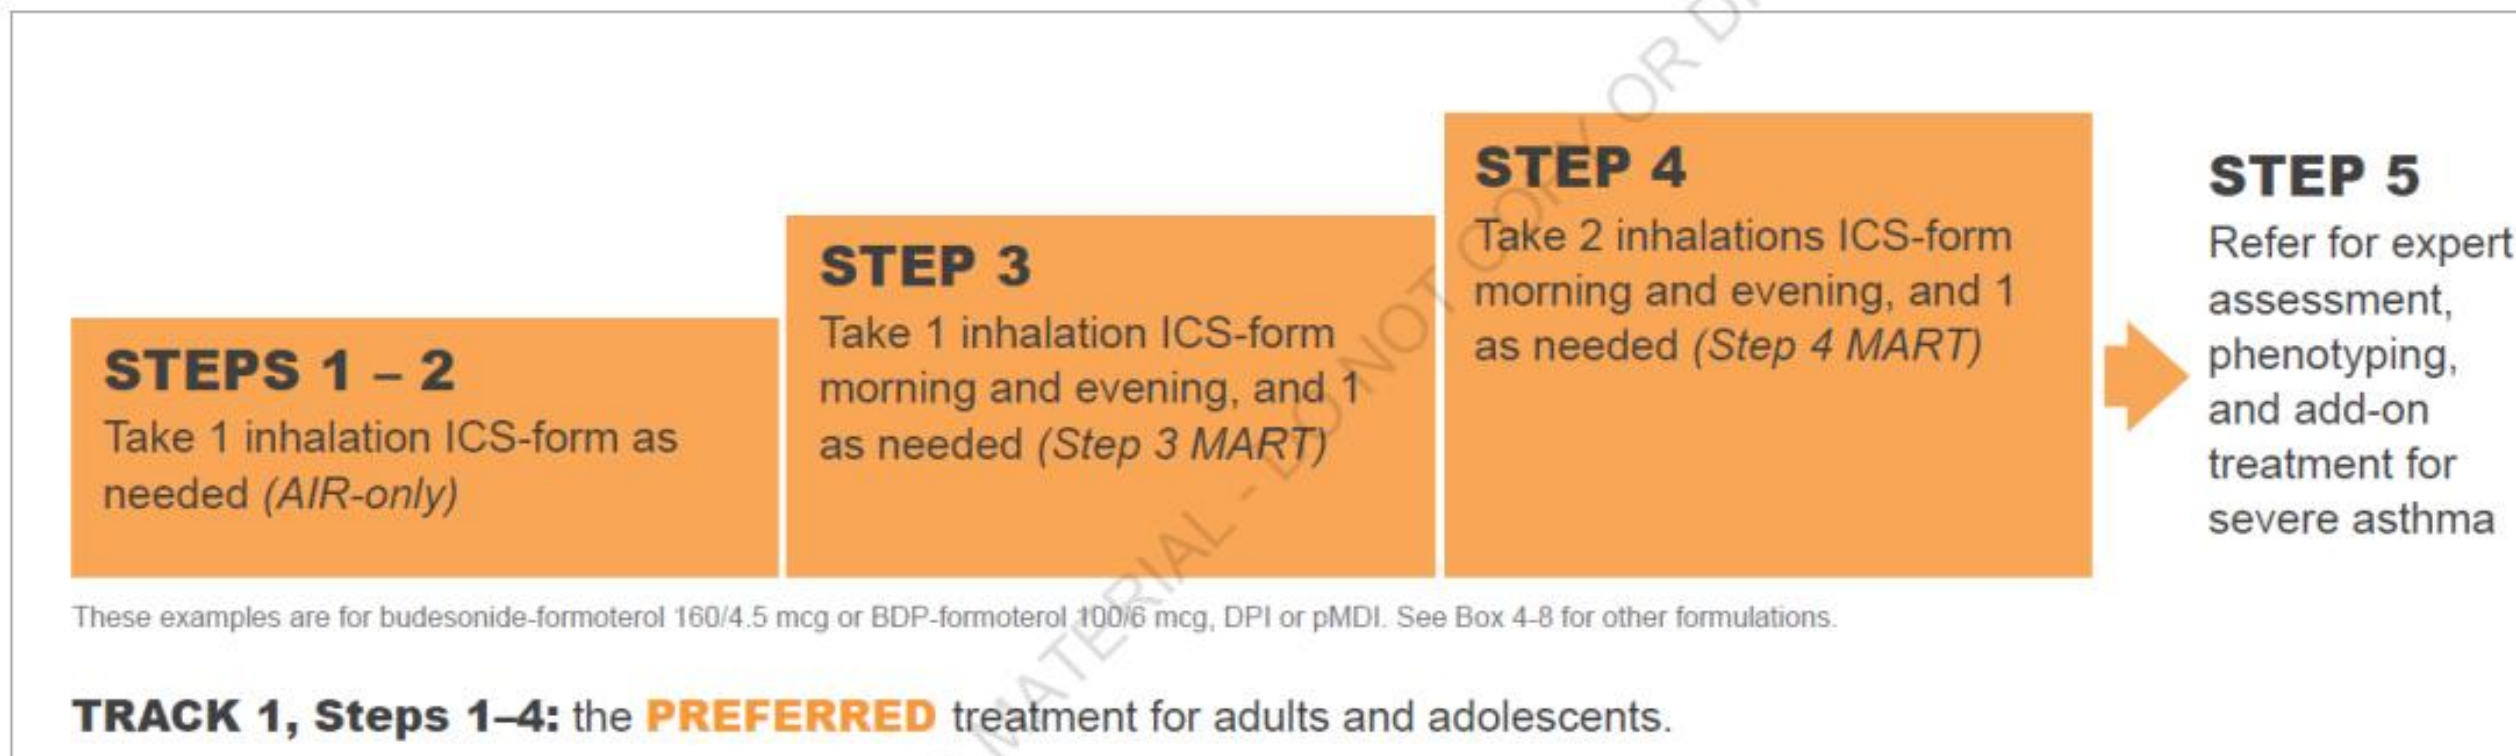 STEPS 1 – 2
Take 1 inhalation ICS-form as
needed (AIR-only)
STEP 3
Take 1 inhalation ICS-form
morning and evening, and 1
as needed (Step 3 MART)
STEP 4
Take 2 inhalations ICS-form
morning and evening, and 1
as needed (Step 4 MART)
STEP 5
Refer for expert
assessment,
phenotyping,
and add-on
treatment for
severe asthma
These examples are for budesonide-formoterol 160/4.5 mcg or BDP-formoterol 100/6 mcg, DPI or pMDI. See Box 4-8 for other formulations.
TRACK 1, Steps 1–4: the PREFERRED treatment for adults and adolescents.
MATERIAL - DO NOT COPY OR